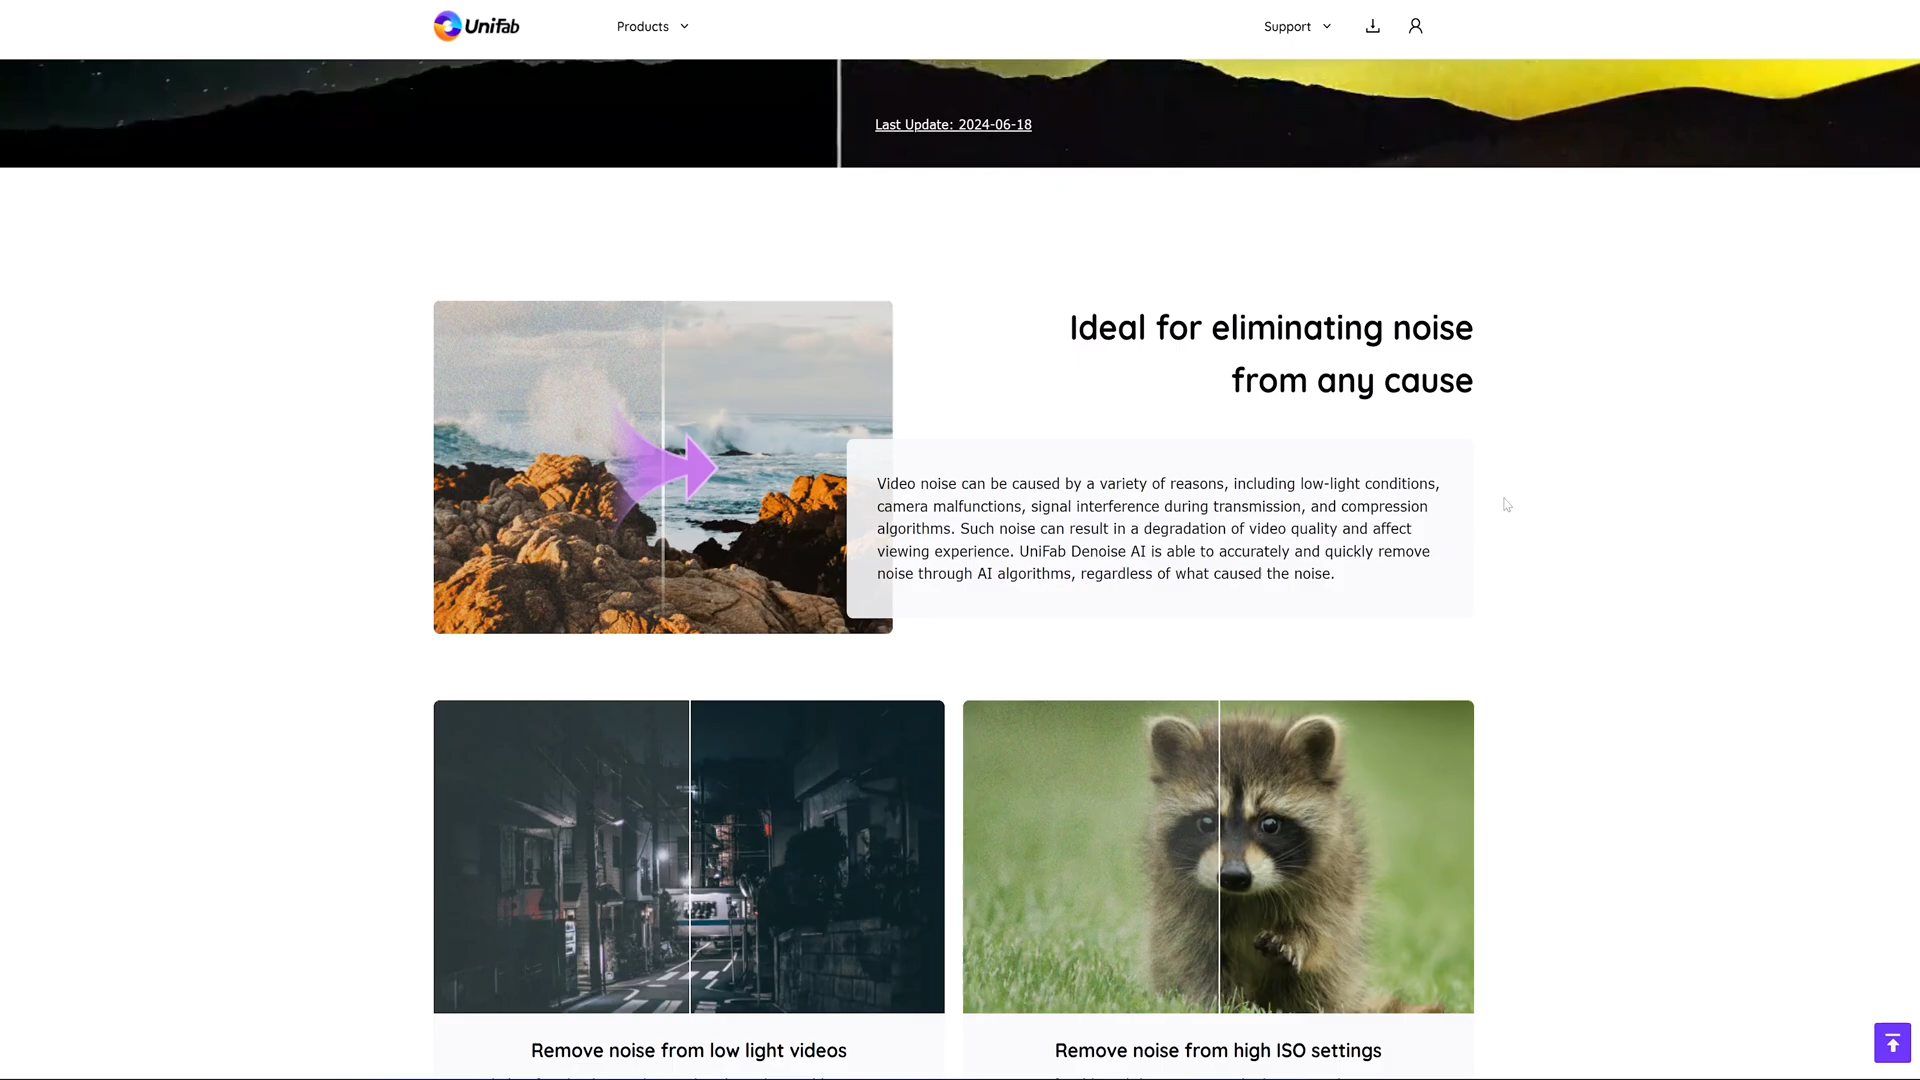 UniFab
Products
Support
Last Update: 2024-06-18
Ideal for eliminating noise
from any cause
Video noise can be caused by a variety of reasons, including low-light conditions,
camera malfunctions, signal interference during transmission, and compression
algorithms. Such noise can result in a degradation of video quality and affect
viewing experience. UniFab Denoise AI is able to accurately and quickly remove
noise through AI algorithms, regardless of what caused the noise.
Remove noise from low light videos
Remove noise from high ISO settings